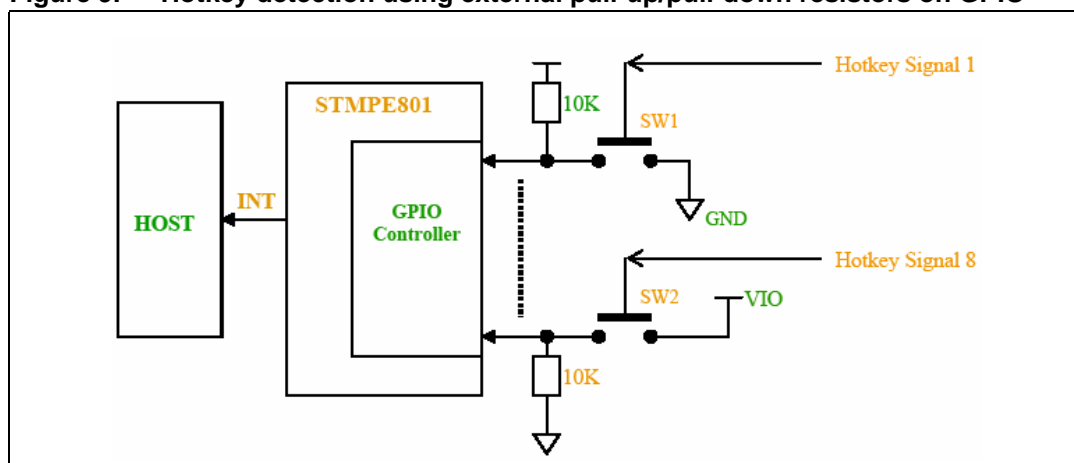 STMPE801
10K
Hotkey Signal 1
SW1
GND
HOST
INT
GPIO
Controller
Hotkey Signal 8
SW2
VIO
10K